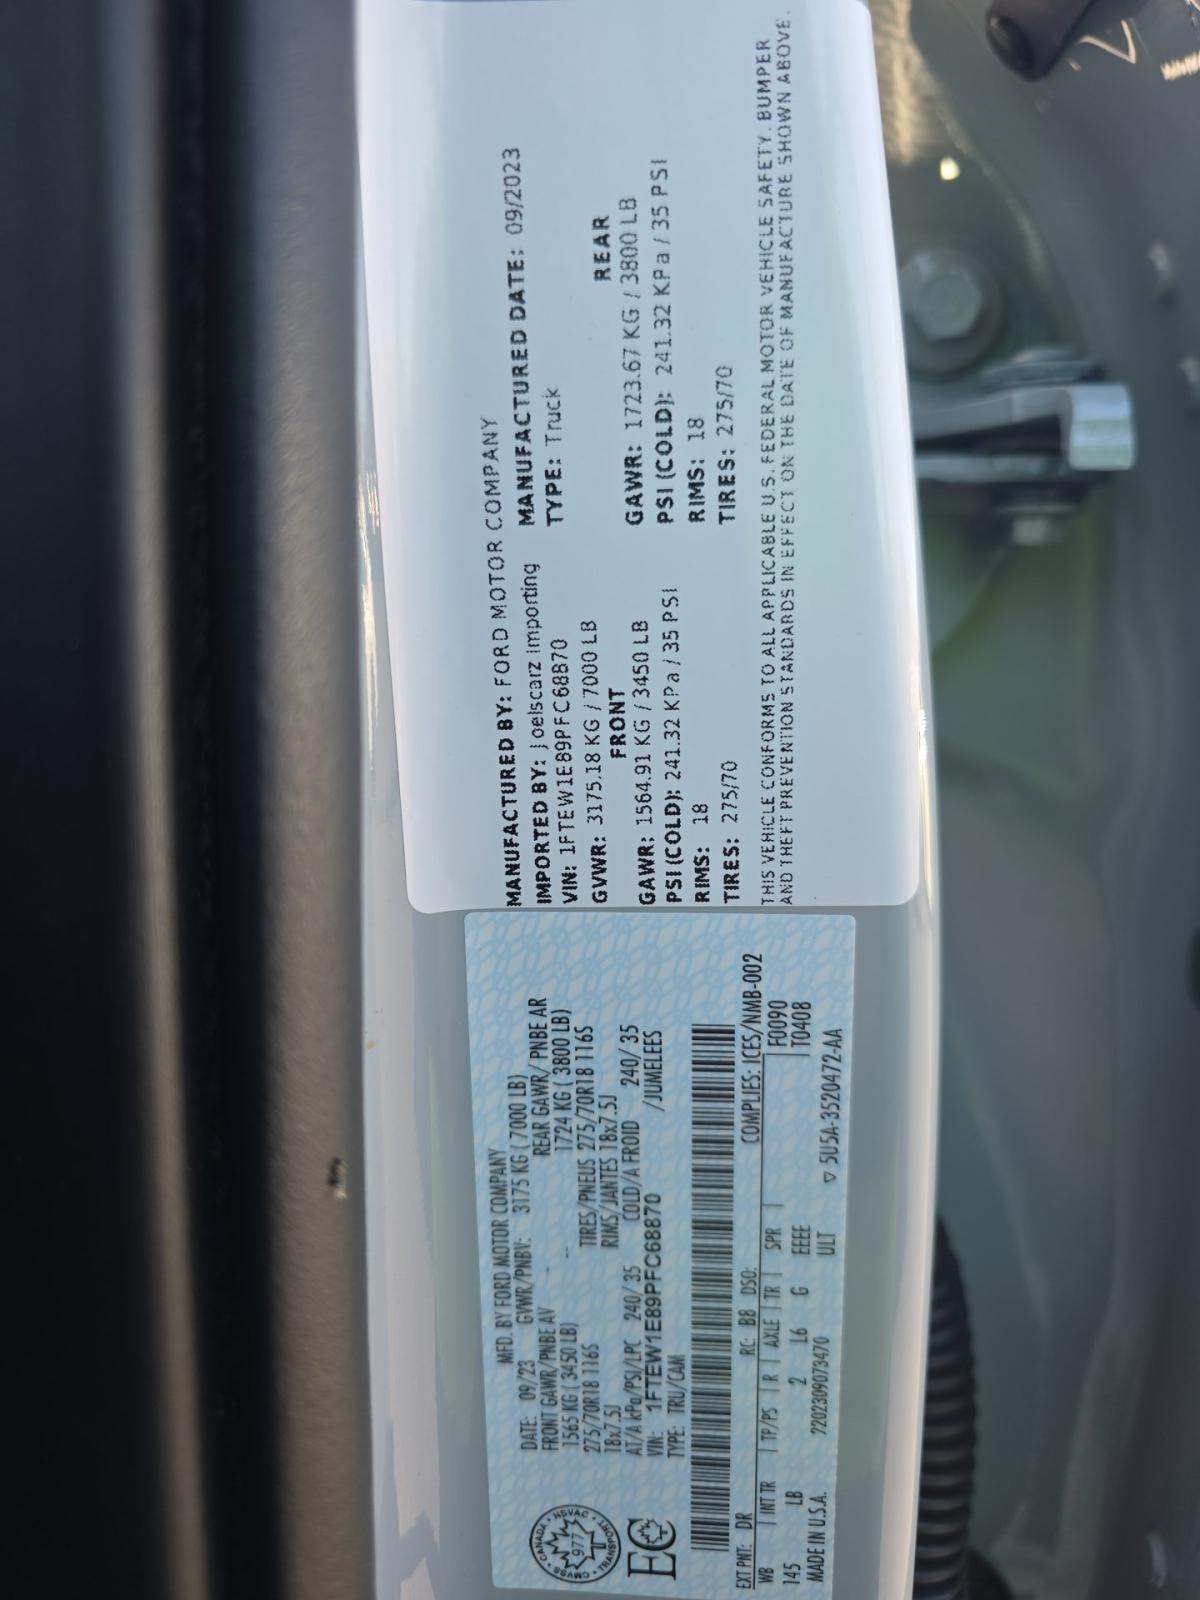 MFD. BY FORD MOTOR COMPANY
DATE: 09/23 GVWR/PNBV: 3175 KG (7000 LB)
FRONT GAWR/PNBE AV REAR GAWR/PNBE AR
1565 KG (3450 LB) 1724 KG (3800 LB)
275/70R18 116S TIRES/PNEUS 275/70R18 116S
18x7.5J RIMS/JANTES 18x7.5J
AT/A kPa/PSI/LPC 240/35 COLD/A FROID 240/35
VIN: 1FTEW1E89PFC68870 /JUMELEES
TYPE: TRU/CAM
CANADA • NSVAC • TRANSPORT • CMVSS •
977
EC
EXT PNT: DR RC: B8 DSO: COMPLIES: ICES/NMB-002
WB | INT TR | TP/PS | R | AXLE | TR | SPR | F0090
145 LB 2 L6 G EEEE T0408
MADE IN U.S.A. 2202309073470 ULT ▽ 5U5A-3520472-AA
MANUFACTURED BY: FORD MOTOR COMPANY
IMPORTED BY: Joelscarz Importing MANUFACTURED DATE: 09/2023
VIN: 1FTEW1E89PFC68870 TYPE: Truck
GVWR: 3175.18 KG / 7000 LB
FRONT REAR
GAWR: 1564.91 KG / 3450 LB GAWR: 1723.67 KG / 3800 LB
PSI (COLD): 241.32 KPa / 35 PSI PSI (COLD): 241.32 KPa / 35 PSI
RIMS: 18 RIMS: 18
TIRES: 275/70 TIRES: 275/70
THIS VEHICLE CONFORMS TO ALL APPLICABLE U.S. FEDERAL MOTOR VEHICLE SAFETY. BUMPER
AND THEFT PREVENTION STANDARDS IN EFFECT ON THE DATE OF MANUFACTURE SHOWN ABOVE.